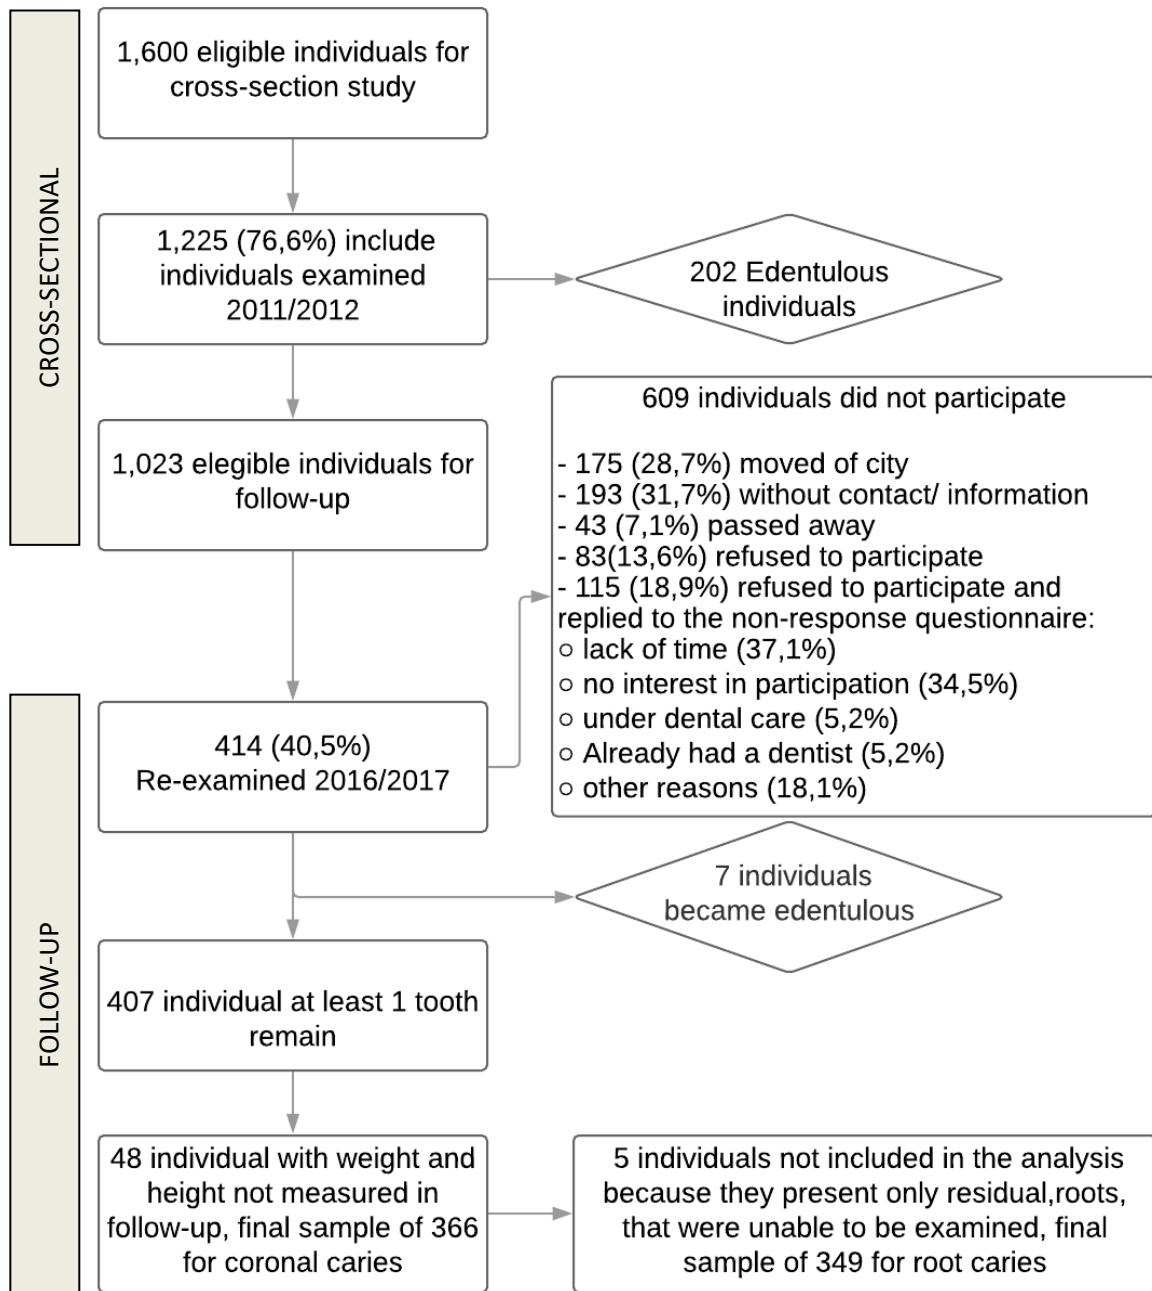 CROSS-SECTIONAL
1,600 eligible individuals for
cross-section study
1,225 (76,6%) include
individuals examined
2011/2012
202 Edentulous
individuals
1,023 elegible individuals for
follow-up
609 individuals did not participate
- 175 (28,7%) moved of city
- 193 (31,7%) without contact/ information
- 43 (7,1%) passed away
- 83(13,6%) refused to participate
- 115 (18,9%) refused to participate and
replied to the non-response questionnaire:
○ lack of time (37,1%)
○ no interest in participation (34,5%)
○ under dental care (5,2%)
○ Already had a dentist (5,2%)
○ other reasons (18,1%)
FOLLOW-UP
414 (40,5%)
Re-examined 2016/2017
7 individuals
became edentulous
407 individual at least 1 tooth
remain
48 individual with weight and
height not measured in
follow-up, final sample of 366
for coronal caries
5 individuals not included in the analysis
because they present only residual,roots,
that were unable to be examined, final
sample of 349 for root caries